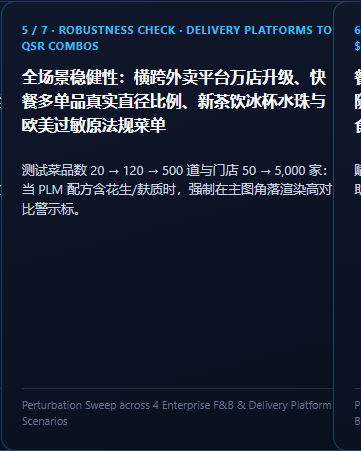 5 / 7 · ROBUSTNESS CHECK · DELIVERY PLATFORMS TO
QSR COMBOS
全场景稳健性：横跨外卖平台万店升级、快
餐多单品真实直径比例、新茶饮冰杯水珠与
欧美过敏原法规菜单
测试菜品数 20 → 120 → 500 道与门店 50 → 5,000 家：
当 PLM 配方含花生/麸质时，强制在主图角落渲染高对
比警示标。
Perturbation Sweep across 4 Enterprise F&B & Delivery Platform
Scenarios